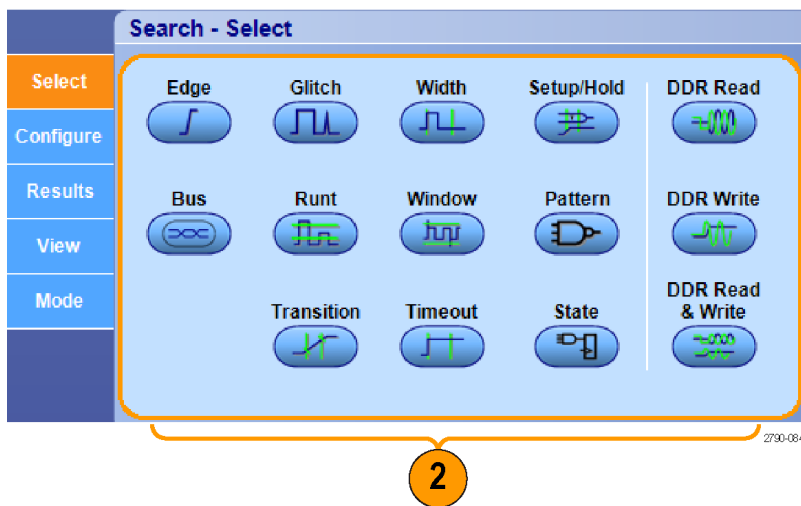 Search - Select
Select
Configure
Results
View
Mode
Edge Glitch Width Setup/Hold DDR Read
Bus Runt Window Pattern DDR Write
Transition Timeout State DDR Read
& Write
2790-084
2